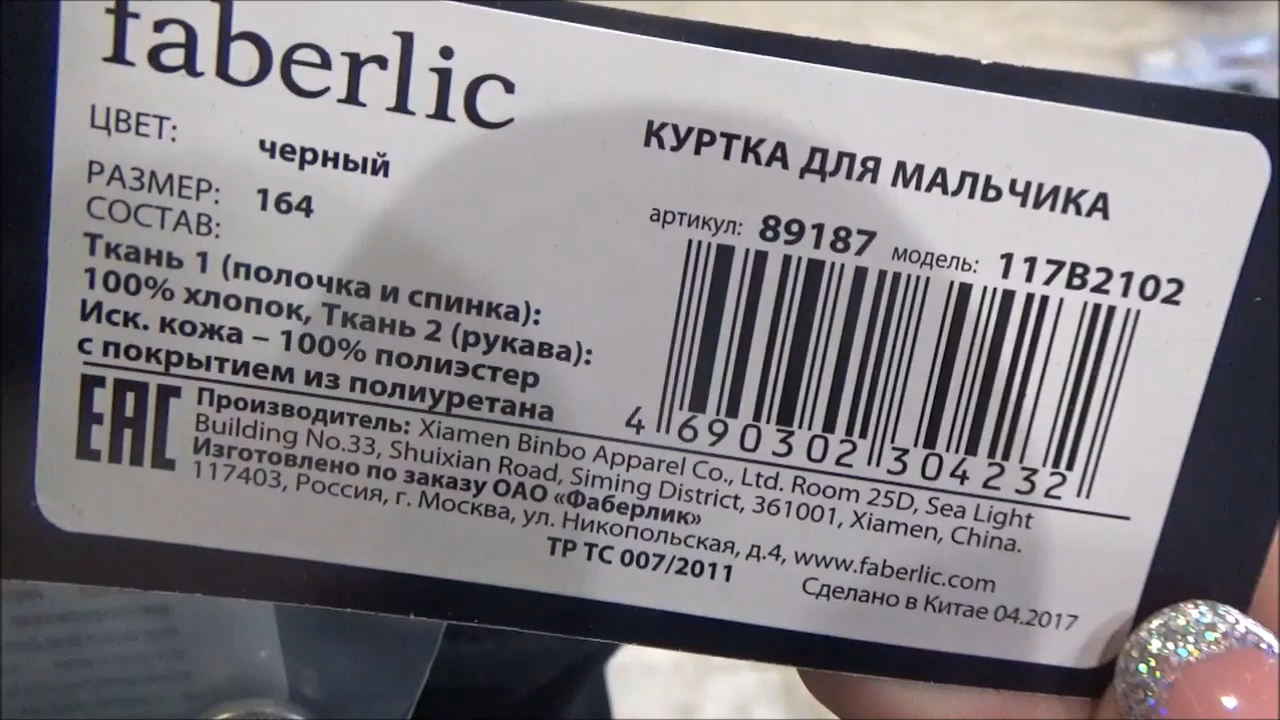 faberlic
ЦВЕТ: черный
РАЗМЕР: 164
СОСТАВ:
Ткань 1 (полочка и спинка):
100% хлопок, Ткань 2 (рукава):
Иск. кожа – 100% полиэстер
с покрытием из полиуретана
КУРТКА ДЛЯ МАЛЬЧИКА
артикул: 89187 модель: 117B2102
4 690302 304232
EAC
Производитель: Xiamen Binbo Apparel Co., Ltd. Room 25D, Sea Light
Building No.33, Shuixian Road, Siming District, 361001, Xiamen, China.
Изготовлено по заказу ОАО «Фаберлик»
117403, Россия, г. Москва, ул. Никопольская, д.4, www.faberlic.com
ТР ТС 007/2011
Сделано в Китае 04.2017